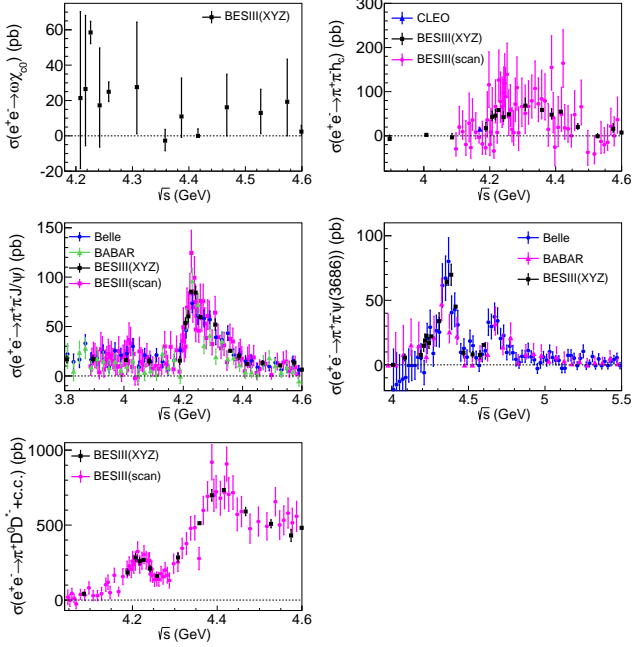 σ(e⁺e⁻→ωχc0) (pb)
60
40
20
0
-20
BESIII(XYZ)
4.2 4.3 4.4 4.5 4.6
√s (GeV)
σ(e⁺e⁻→π⁺π⁻hc) (pb)
300
200
100
0
-100
CLEO
BESIII(XYZ)
BESIII(scan)
4 4.2 4.4 4.6
√s (GeV)
σ(e⁺e⁻→π⁺π⁻J/ψ) (pb)
150
100
50
0
Belle
BABAR
BESIII(XYZ)
BESIII(scan)
3.8 4 4.2 4.4 4.6
√s (GeV)
σ(e⁺e⁻→π⁺π⁻ψ(3686)) (pb)
100
50
0
Belle
BABAR
BESIII(XYZ)
4 4.5 5 5.5
√s (GeV)
σ(e⁺e⁻→π⁺D⁰D*⁻+c.c.) (pb)
1000
500
0
BESIII(XYZ)
BESIII(scan)
4.2 4.4 4.6
√s (GeV)